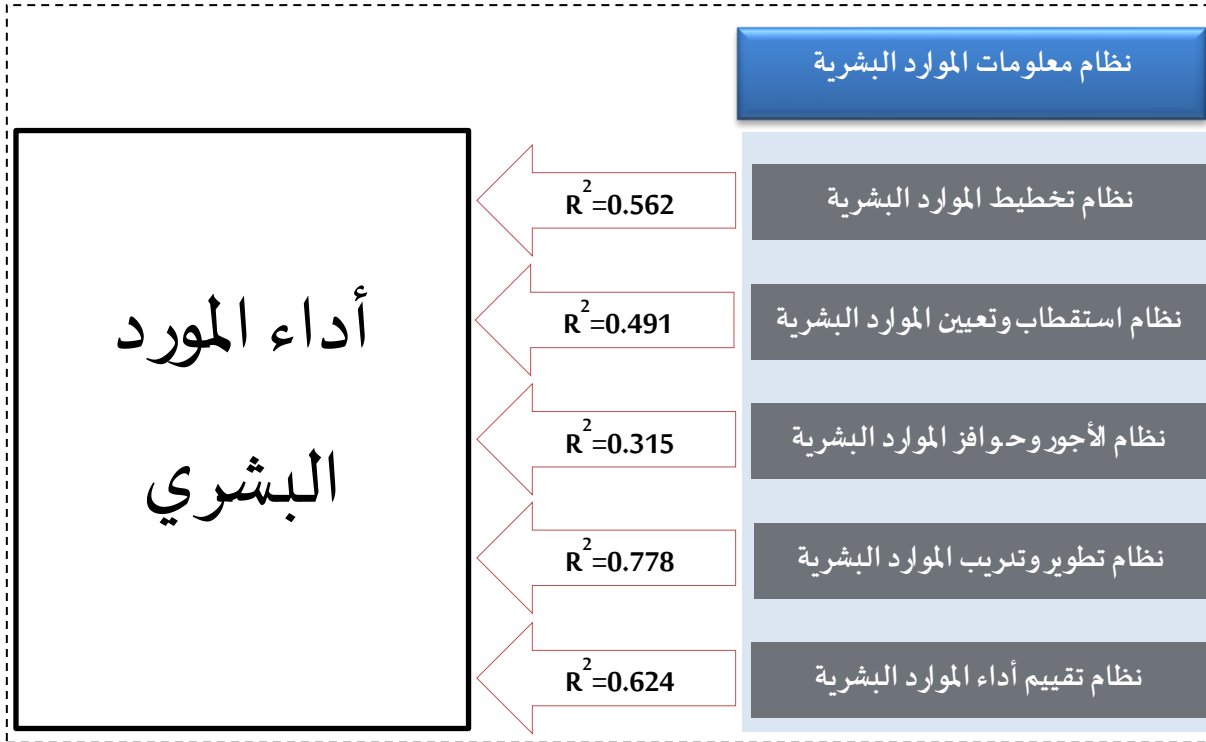 نظام معلومات الموارد البشرية
نظام تخطيط الموارد البشرية
R²=0.562
نظام استقطاب وتعيين الموارد البشرية
R²=0.491
نظام الأجور وحوافز الموارد البشرية
R²=0.315
نظام تطوير وتدريب الموارد البشرية
R²=0.778
نظام تقييم أداء الموارد البشرية
R²=0.624
أداء المورد
البشري